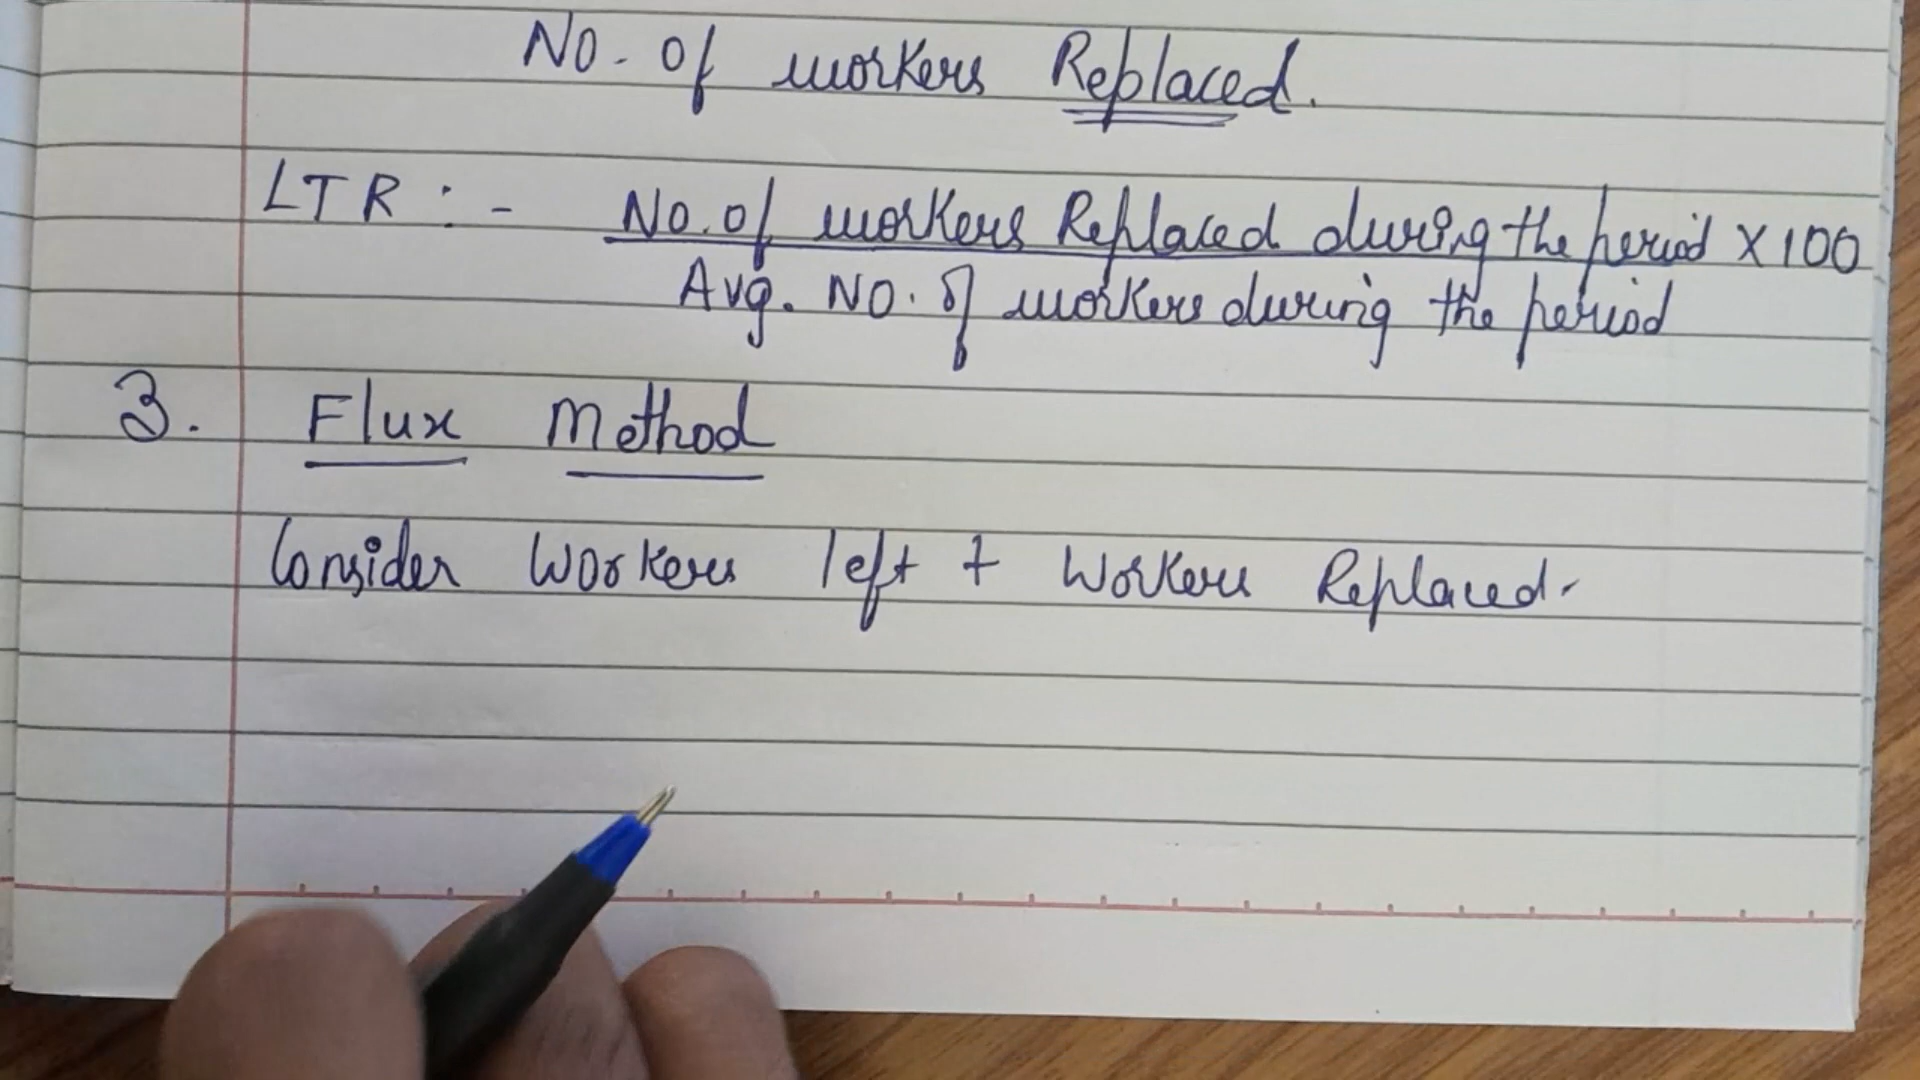 No. of workers Replaced.
LTR :- No. of workers Replaced during the period X 100
Avg. No. of workers during the period
3. Flux Method
Consider Workers left + Workers Replaced.